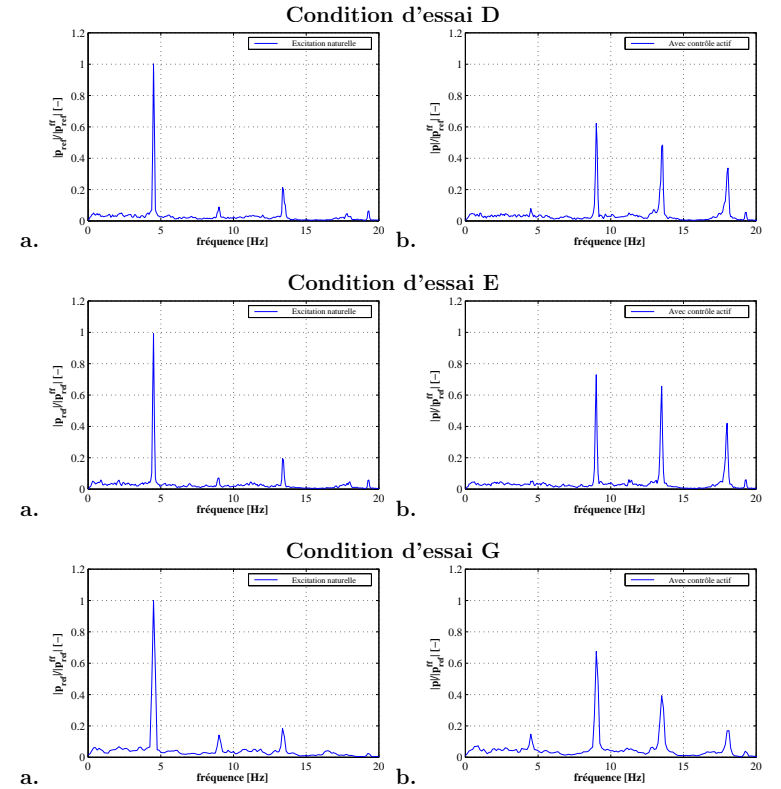 Condition d'essai D
1.2
1
0.8
0.6
0.4
0.2
0
0 5 10 15 20
|p_ref|/|p_ref^ff| [−]
fréquence [Hz]
Excitation naturelle
a.
1.2
1
0.8
0.6
0.4
0.2
0
0 5 10 15 20
|p|/|p_ref^ff| [−]
fréquence [Hz]
Avec contrôle actif
b.
Condition d'essai E
1.2
1
0.8
0.6
0.4
0.2
0
0 5 10 15 20
|p_ref|/|p_ref^ff| [−]
fréquence [Hz]
Excitation naturelle
a.
1.2
1
0.8
0.6
0.4
0.2
0
0 5 10 15 20
|p|/|p_ref^ff| [−]
fréquence [Hz]
Avec contrôle actif
b.
Condition d'essai G
1.2
1
0.8
0.6
0.4
0.2
0
0 5 10 15 20
|p_ref|/|p_ref^ff| [−]
fréquence [Hz]
Excitation naturelle
a.
1.2
1
0.8
0.6
0.4
0.2
0
0 5 10 15 20
|p|/|p_ref^ff| [−]
fréquence [Hz]
Avec contrôle actif
b.